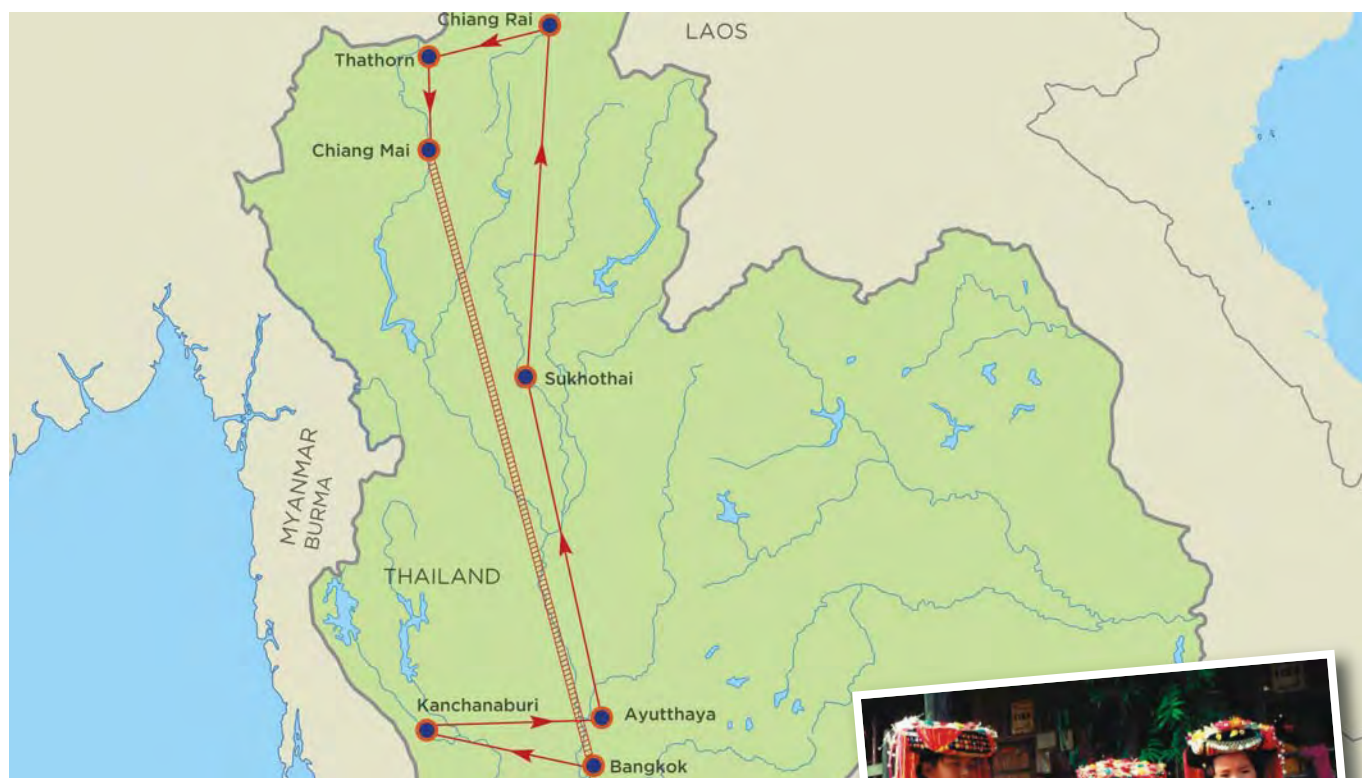 Chiang Rai
LAOS
Thathorn
Chiang Mai
Sukhothai
MYANMAR
BURMA
THAILAND
Kanchanaburi
Ayutthaya
Bangkok